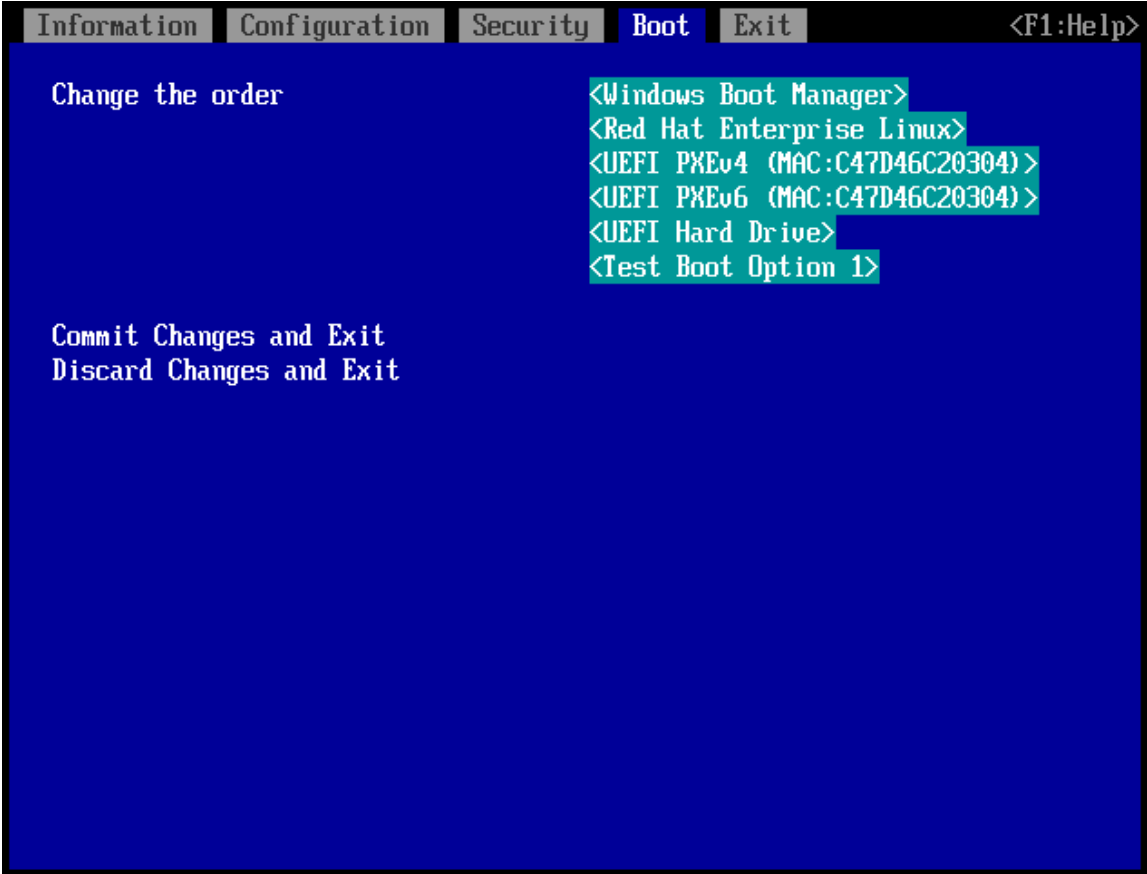 Information Configuration Security Boot Exit <F1:Help>
Change the order <Windows Boot Manager>
<Red Hat Enterprise Linux>
<UEFI PXEv4 (MAC:C47D46C20304)>
<UEFI PXEv6 (MAC:C47D46C20304)>
<UEFI Hard Drive>
<Test Boot Option 1>
Commit Changes and Exit
Discard Changes and Exit